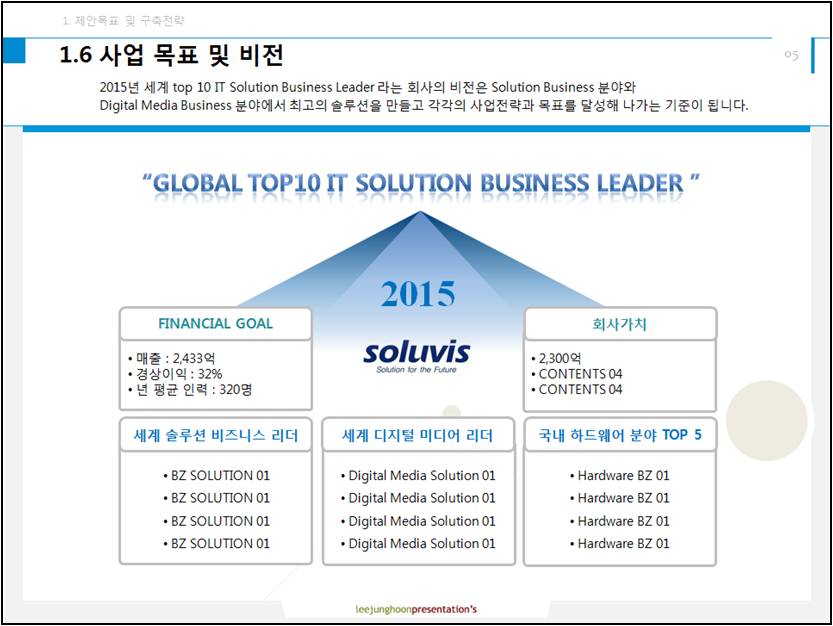 1. 제안목표 및 구축전략
1.6 사업 목표 및 비전
05
2015년 세계 top 10 IT Solution Business Leader 라는 회사의 비전은 Solution Business 분야와
Digital Media Business 분야에서 최고의 솔루션을 만들고 각각의 사업전략과 목표를 달성해 나가는 기준이 됩니다.
“GLOBAL TOP10 IT SOLUTION BUSINESS LEADER ”
2015
soluvis
Solution for the Future
FINANCIAL GOAL
• 매출 : 2,433억
• 경상이익 : 32%
• 년 평균 인력 : 320명
회사가치
• 2,300억
• CONTENTS 04
• CONTENTS 04
세계 솔루션 비즈니스 리더
• BZ SOLUTION 01
• BZ SOLUTION 01
• BZ SOLUTION 01
• BZ SOLUTION 01
세계 디지털 미디어 리더
• Digital Media Solution 01
• Digital Media Solution 01
• Digital Media Solution 01
• Digital Media Solution 01
국내 하드웨어 분야 TOP 5
• Hardware BZ 01
• Hardware BZ 01
• Hardware BZ 01
• Hardware BZ 01
leejunghoonpresentation's